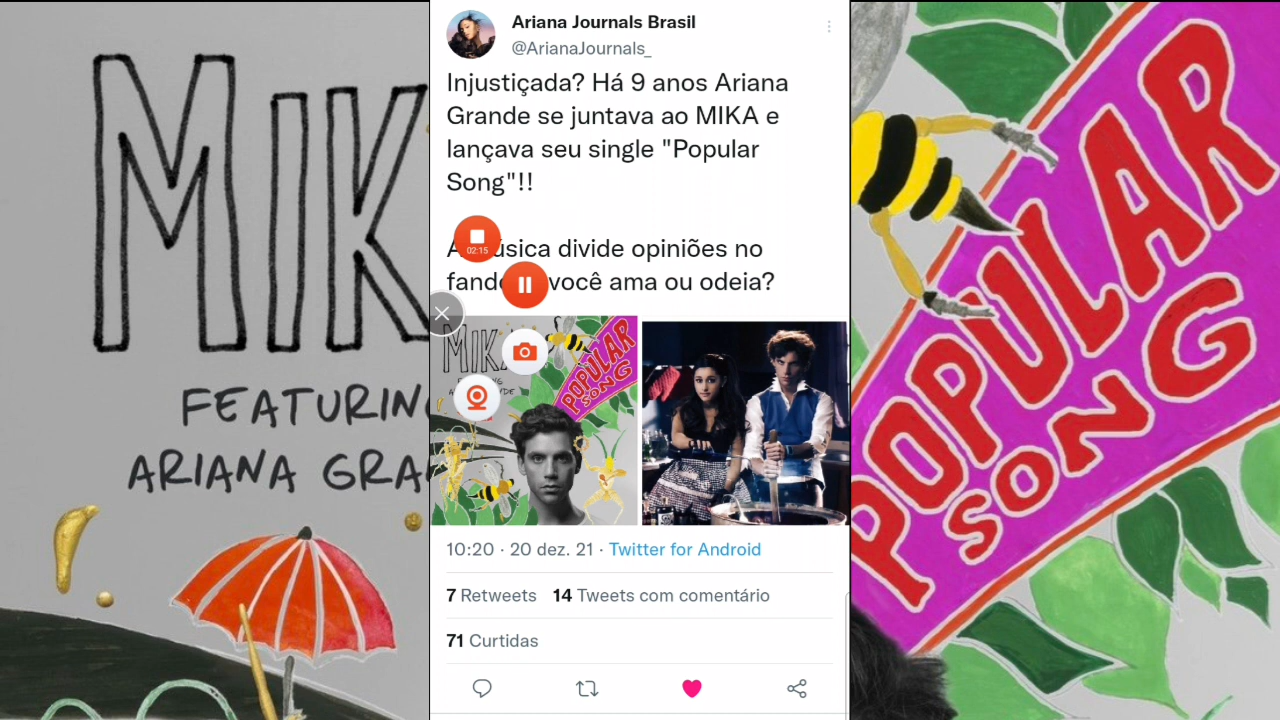 MIK
FEATURIN
ARIANA GRA
Ariana Journals Brasil
@ArianaJournals_
Injustiçada? Há 9 anos Ariana
Grande se juntava ao MIKA e
lançava seu single "Popular
Song"!!
A música divide opiniões no
você ama ou odeia?
02:15
MIKA
POPULAR
SONG
10:20 · 20 dez. 21 · Twitter for Android
7 Retweets 14 Tweets com comentário
71 Curtidas
POPULAR
SONG